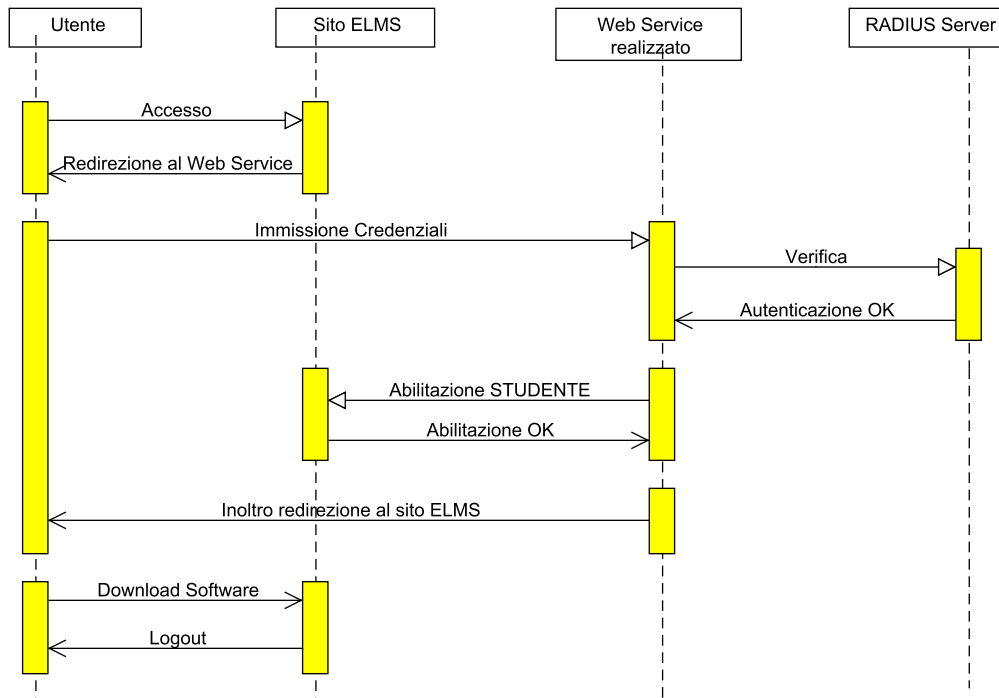 Utente
Sito ELMS
Web Service
realizzato
RADIUS Server
Accesso
Redirezione al Web Service
Immissione Credenziali
Verifica
Autenticazione OK
Abilitazione STUDENTE
Abilitazione OK
Inoltro redirezione al sito ELMS
Download Software
Logout